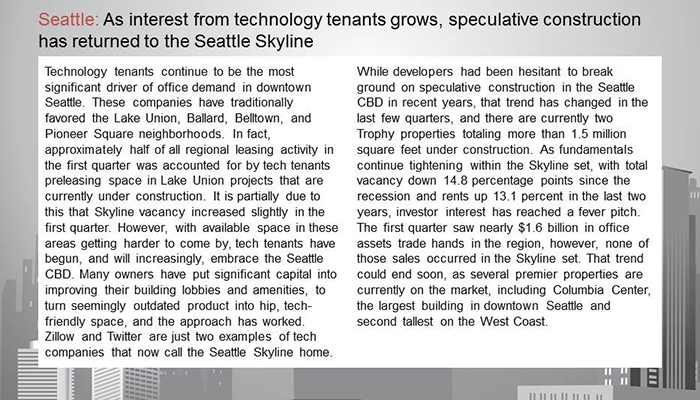 Seattle: As interest from technology tenants grows, speculative construction
has returned to the Seattle Skyline
Technology tenants continue to be the most
significant driver of office demand in downtown
Seattle. These companies have traditionally
favored the Lake Union, Ballard, Belltown, and
Pioneer Square neighborhoods. In fact,
approximately half of all regional leasing activity in
the first quarter was accounted for by tech tenants
preleasing space in Lake Union projects that are
currently under construction. It is partially due to
this that Skyline vacancy increased slightly in the
first quarter. However, with available space in these
areas getting harder to come by, tech tenants have
begun, and will increasingly, embrace the Seattle
CBD. Many owners have put significant capital into
improving their building lobbies and amenities, to
turn seemingly outdated product into hip, tech-
friendly space, and the approach has worked.
Zillow and Twitter are just two examples of tech
companies that now call the Seattle Skyline home.
While developers had been hesitant to break
ground on speculative construction in the Seattle
CBD in recent years, that trend has changed in the
last few quarters, and there are currently two
Trophy properties totaling more than 1.5 million
square feet under construction. As fundamentals
continue tightening within the Skyline set, with total
vacancy down 14.8 percentage points since the
recession and rents up 13.1 percent in the last two
years, investor interest has reached a fever pitch.
The first quarter saw nearly $1.6 billion in office
assets trade hands in the region, however, none of
those sales occurred in the Skyline set. That trend
could end soon, as several premier properties are
currently on the market, including Columbia Center,
the largest building in downtown Seattle and
second tallest on the West Coast.